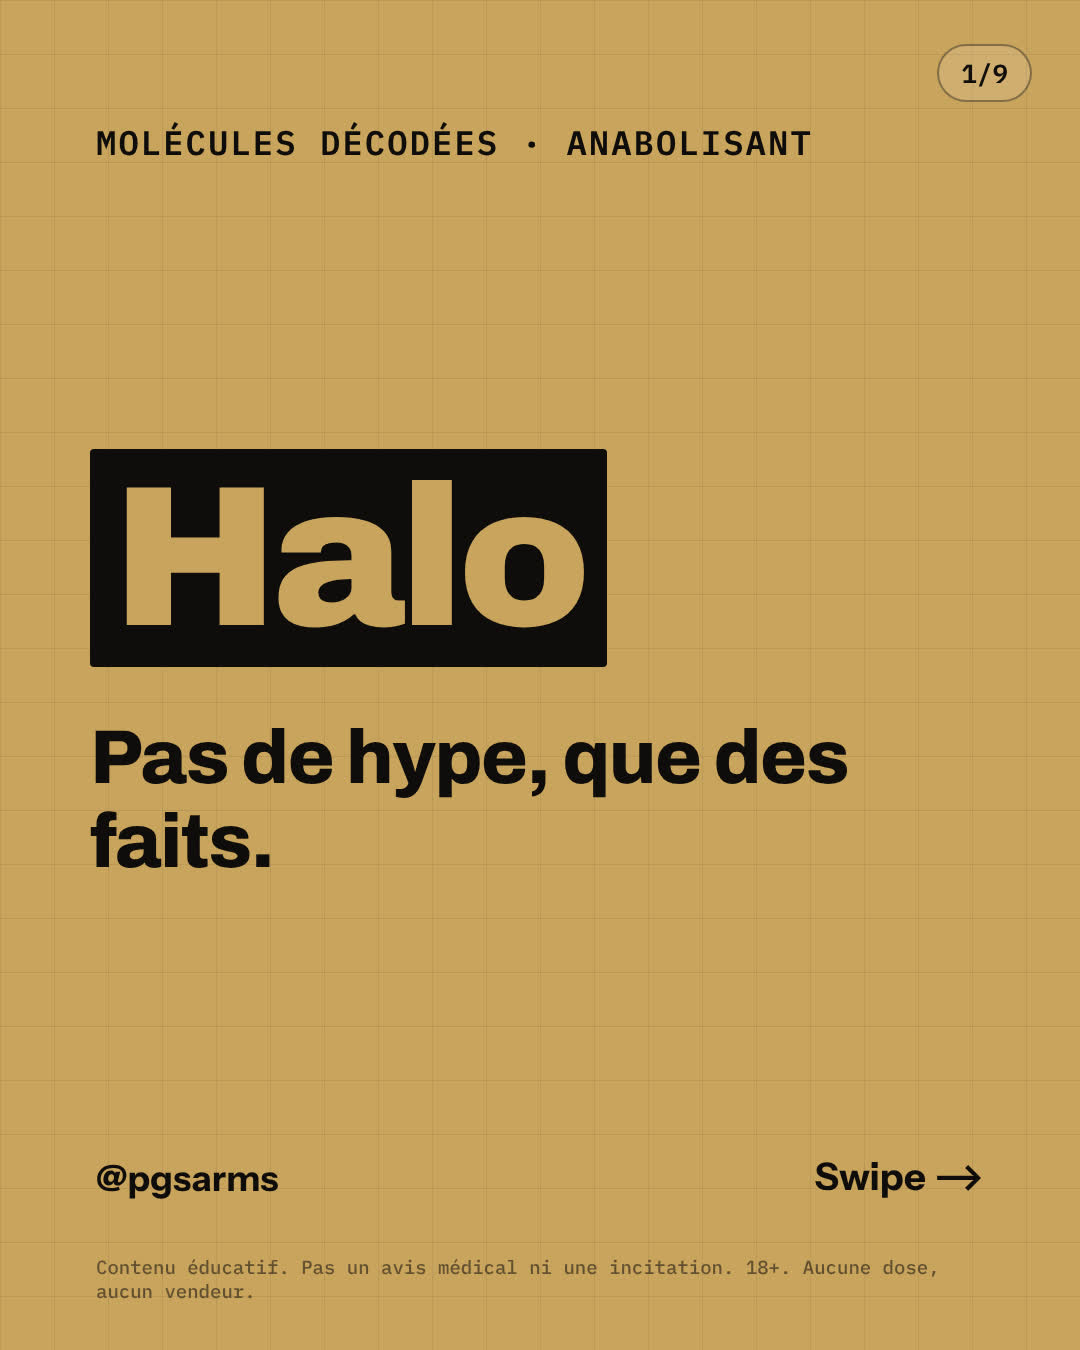 1/9
MOLÉCULES DÉCODÉES · ANABOLISANT
Halo
Pas de hype, que des
faits.
@pgsarms
Swipe →
Contenu éducatif. Pas un avis médical ni une incitation. 18+. Aucune dose,
aucun vendeur.